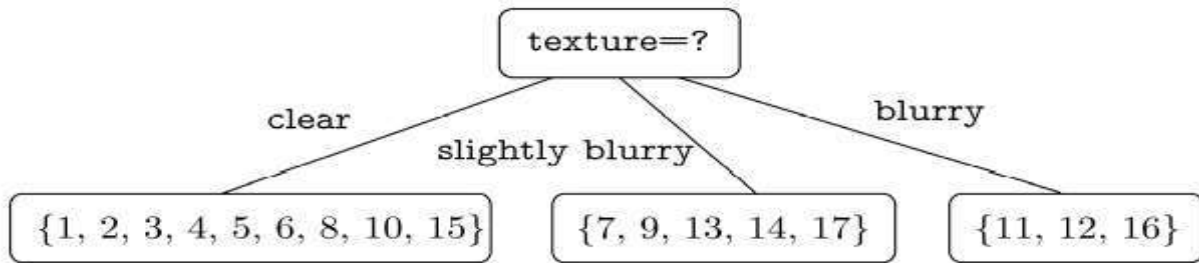 texture=?
clear
slightly blurry
blurry
{1, 2, 3, 4, 5, 6, 8, 10, 15}
{7, 9, 13, 14, 17}
{11, 12, 16}